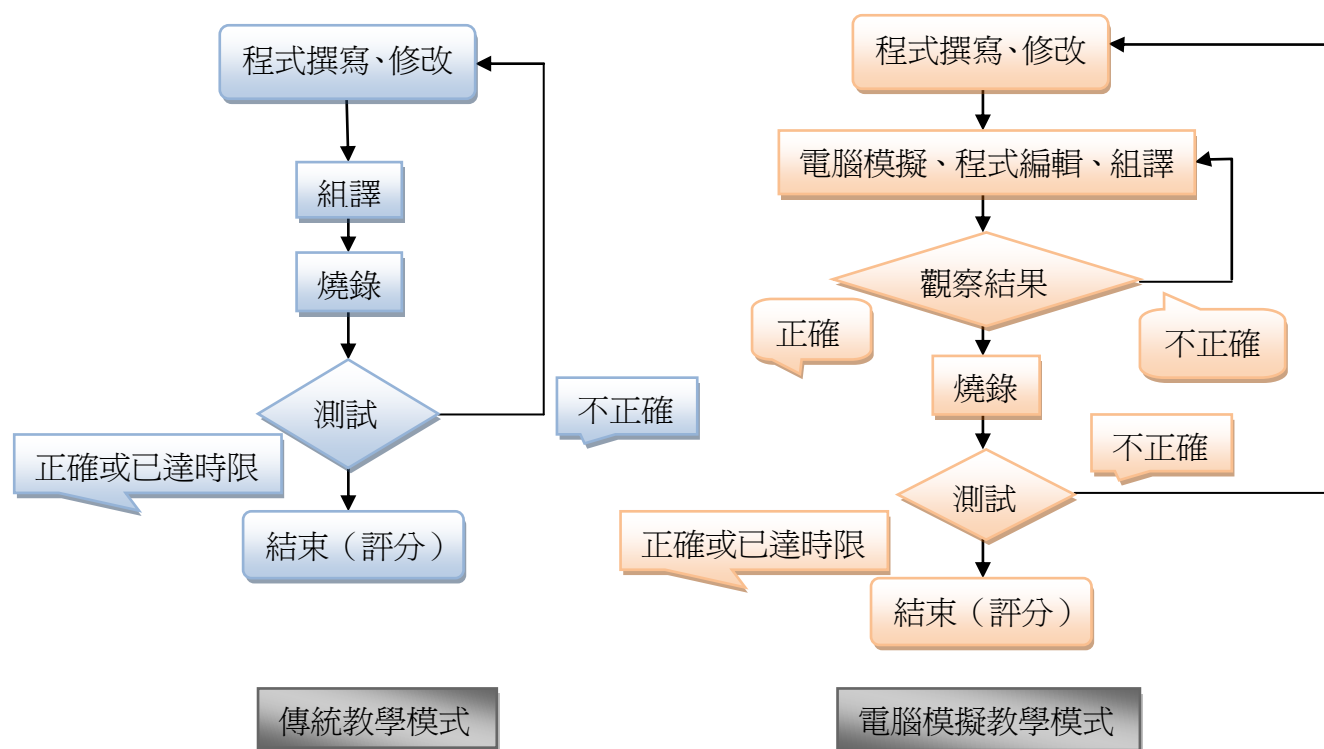 程式撰寫、修改
組譯
燒錄
測試
不正確
正確或已達時限
結束（評分）
傳統教學模式
程式撰寫、修改
電腦模擬、程式編輯、組譯
觀察結果
正確
不正確
燒錄
不正確
測試
正確或已達時限
結束（評分）
電腦模擬教學模式